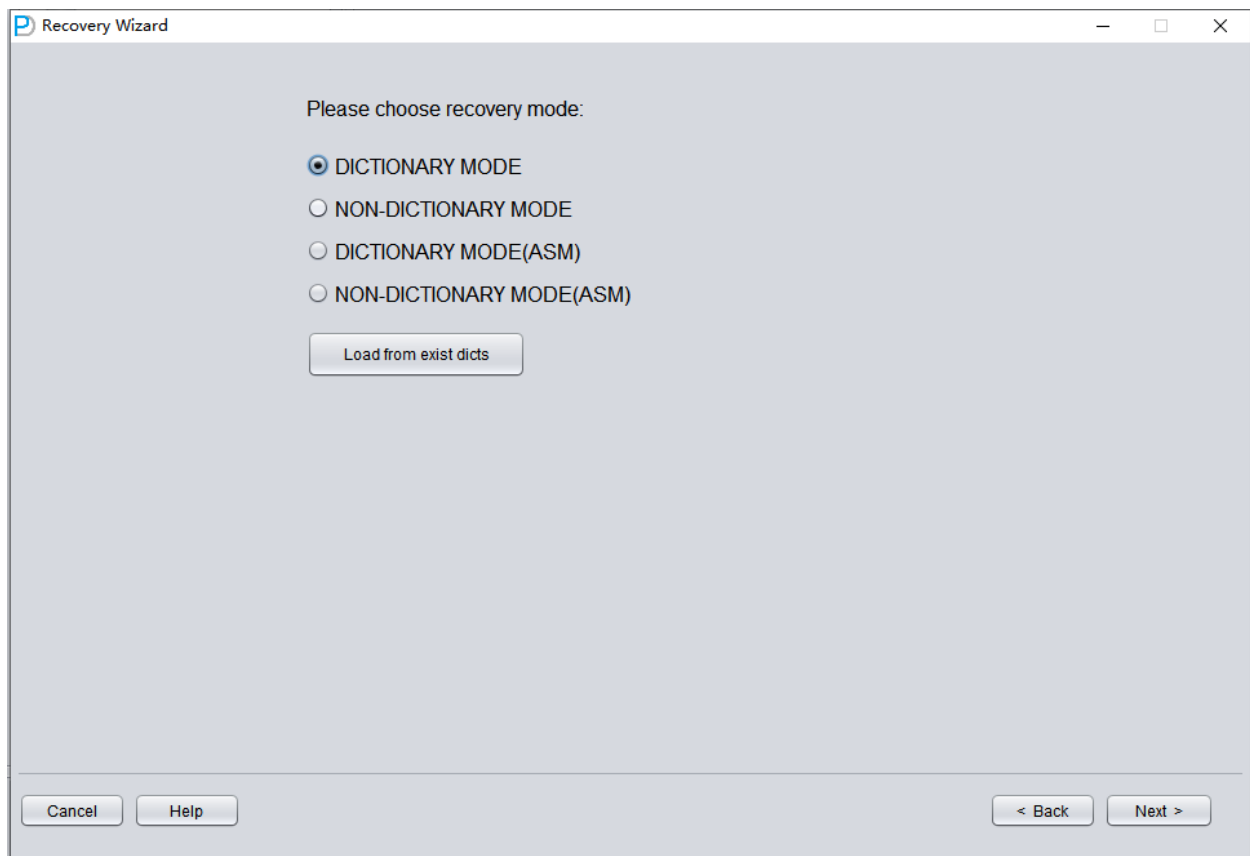 Recovery Wizard
Please choose recovery mode:
DICTIONARY MODE
NON-DICTIONARY MODE
DICTIONARY MODE(ASM)
NON-DICTIONARY MODE(ASM)
Load from exist dicts
Cancel Help < Back Next >